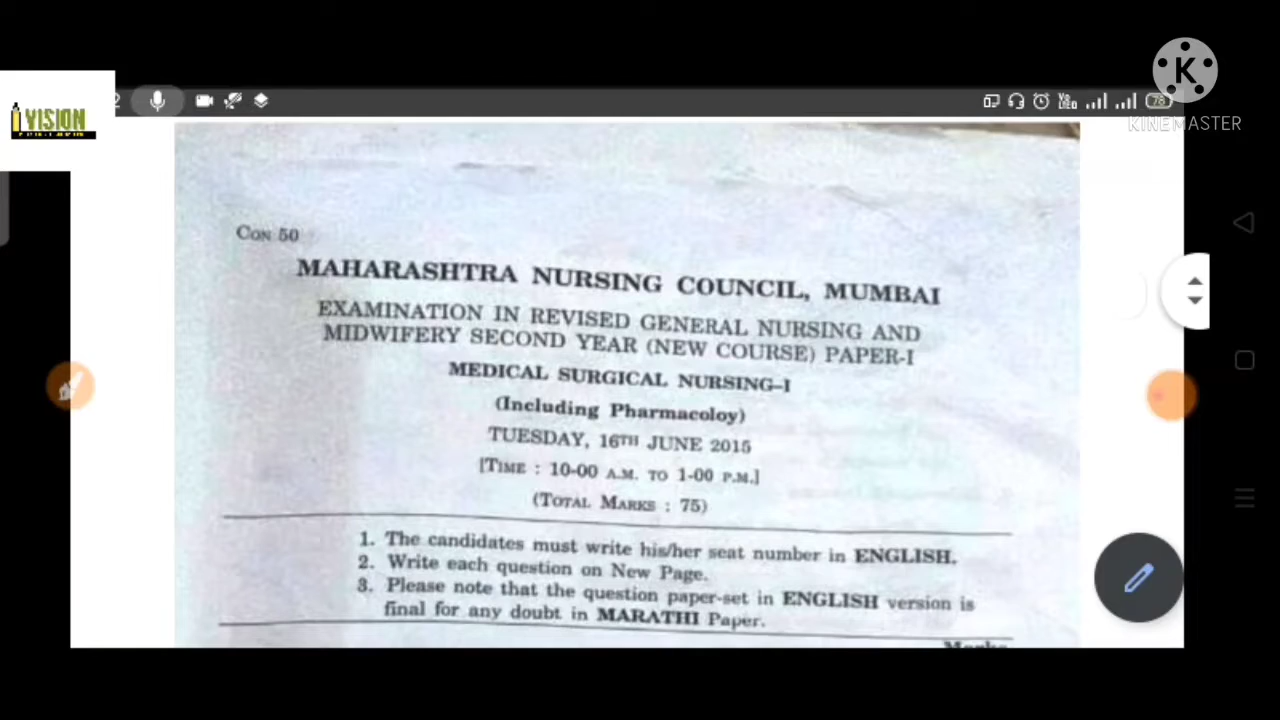 KINEMASTER
VISION
78
CON 50
MAHARASHTRA NURSING COUNCIL, MUMBAI
EXAMINATION IN REVISED GENERAL NURSING AND
MIDWIFERY SECOND YEAR (NEW COURSE) PAPER-I
MEDICAL SURGICAL NURSING-I
(Including Pharmacoloy)
TUESDAY, 16TH JUNE 2015
[TIME : 10-00 A.M. TO 1-00 P.M.]
(TOTAL MARKS : 75)
1. The candidates must write his/her seat number in ENGLISH.
2. Write each question on New Page.
3. Please note that the question paper-set in ENGLISH version is
final for any doubt in MARATHI Paper.
Marks